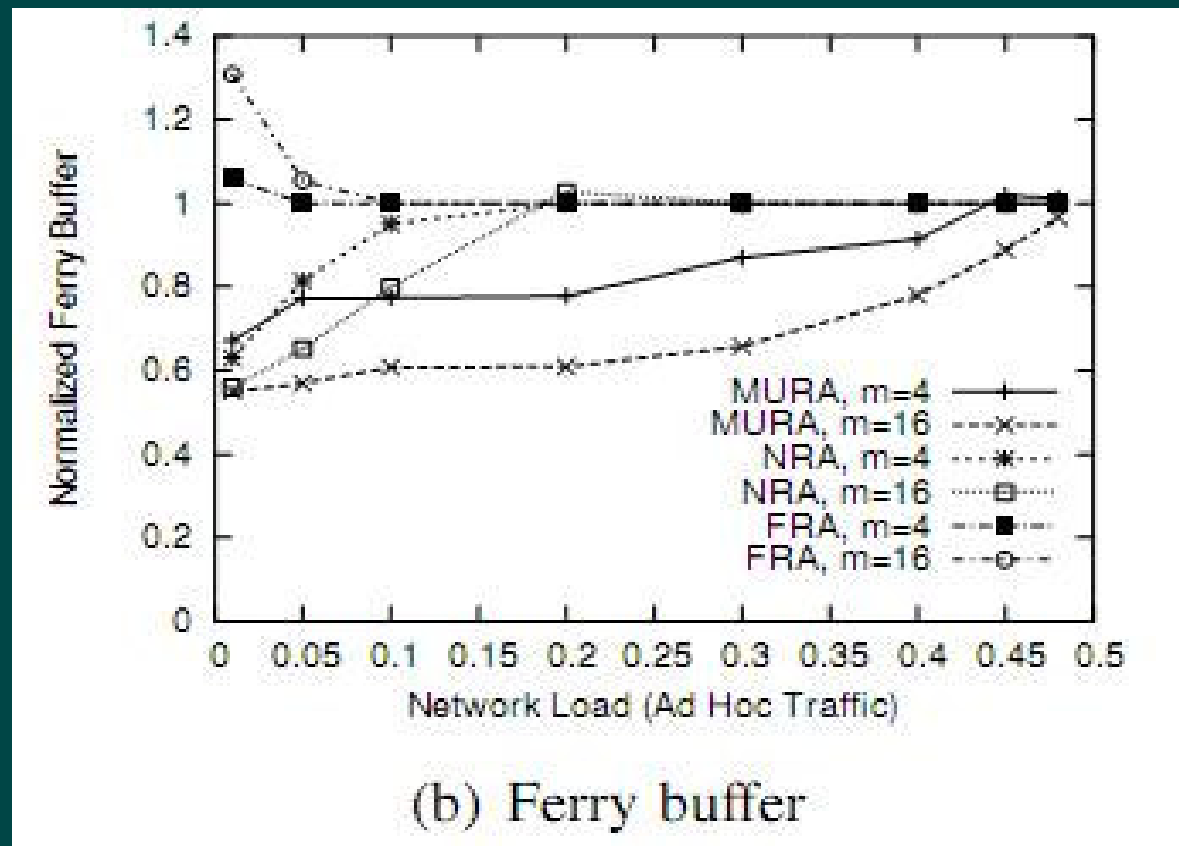 1.4
1.2
1
0.8
0.6
0.4
0.2
0
Normalized Ferry Buffer
MURA, m=4
MURA, m=16
NRA, m=4
NRA, m=16
FRA, m=4
FRA, m=16
0 0.05 0.1 0.15 0.2 0.25 0.3 0.35 0.4 0.45 0.5
Network Load (Ad Hoc Traffic)
(b) Ferry buffer